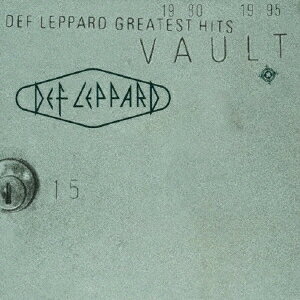 19 80 19 95
DEF LEPPARD GREATEST HITS
VAULT
DEF LEPPARD
15